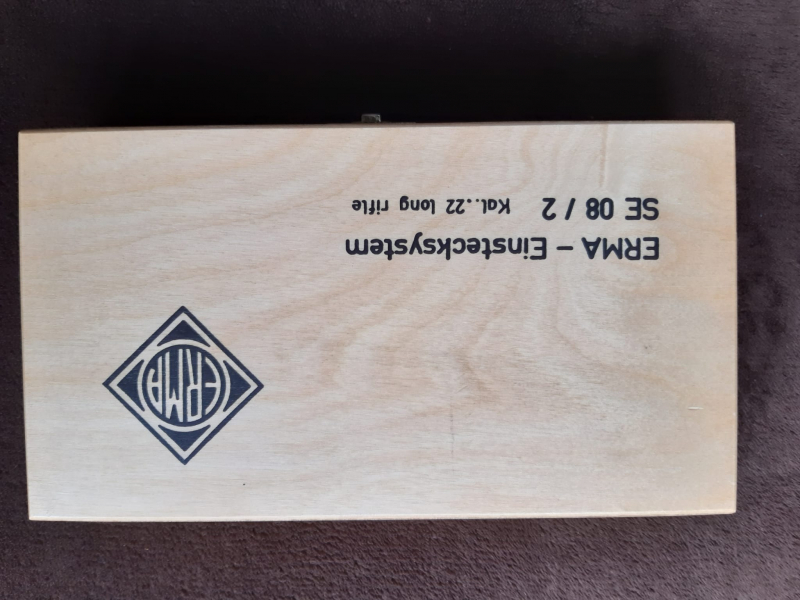 ERMA
ERMA - Einstecksystem
SE 08 / 2 Kal..22 long rifle